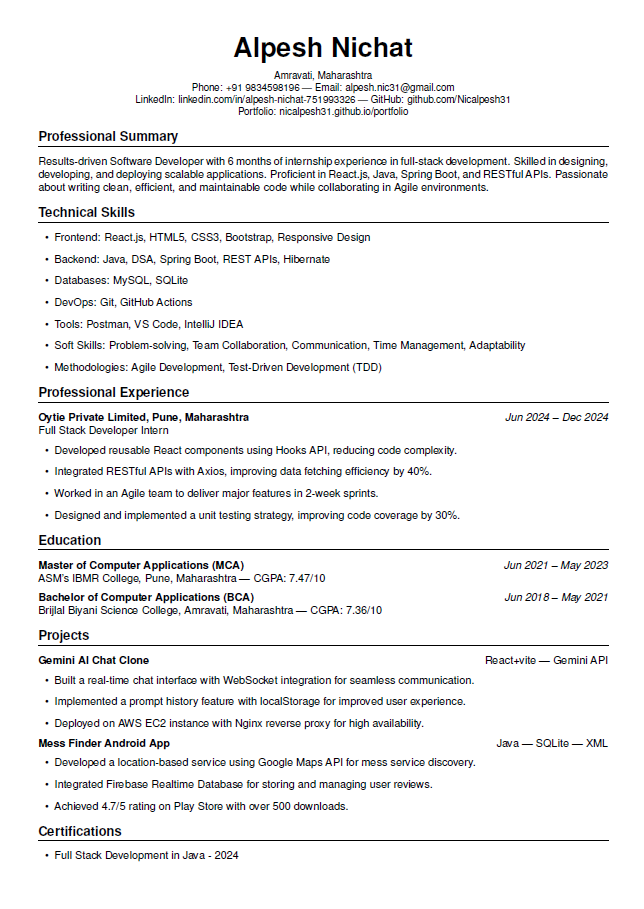 Alpesh Nichat
Amravati, Maharashtra
Phone: +91 9834598196 — Email: alpesh.nic31@gmail.com
LinkedIn: linkedin.com/in/alpesh-nichat-751993326 — GitHub: github.com/Nicalpesh31
Portfolio: nicalpesh31.github.io/portfolio
Professional Summary
Results-driven Software Developer with 6 months of internship experience in full-stack development. Skilled in designing,
developing, and deploying scalable applications. Proficient in React.js, Java, Spring Boot, and RESTful APIs. Passionate
about writing clean, efficient, and maintainable code while collaborating in Agile environments.
Technical Skills
• Frontend: React.js, HTML5, CSS3, Bootstrap, Responsive Design
• Backend: Java, DSA, Spring Boot, REST APIs, Hibernate
• Databases: MySQL, SQLite
• DevOps: Git, GitHub Actions
• Tools: Postman, VS Code, IntelliJ IDEA
• Soft Skills: Problem-solving, Team Collaboration, Communication, Time Management, Adaptability
• Methodologies: Agile Development, Test-Driven Development (TDD)
Professional Experience
Oytie Private Limited, Pune, Maharashtra Jun 2024 – Dec 2024
Full Stack Developer Intern
• Developed reusable React components using Hooks API, reducing code complexity.
• Integrated RESTful APIs with Axios, improving data fetching efficiency by 40%.
• Worked in an Agile team to deliver major features in 2-week sprints.
• Designed and implemented a unit testing strategy, improving code coverage by 30%.
Education
Master of Computer Applications (MCA) Jun 2021 – May 2023
ASM's IBMR College, Pune, Maharashtra — CGPA: 7.47/10
Bachelor of Computer Applications (BCA) Jun 2018 – May 2021
Brijlal Biyani Science College, Amravati, Maharashtra — CGPA: 7.36/10
Projects
Gemini AI Chat Clone React+vite — Gemini API
• Built a real-time chat interface with WebSocket integration for seamless communication.
• Implemented a prompt history feature with localStorage for improved user experience.
• Deployed on AWS EC2 instance with Nginx reverse proxy for high availability.
Mess Finder Android App Java — SQLite — XML
• Developed a location-based service using Google Maps API for mess service discovery.
• Integrated Firebase Realtime Database for storing and managing user reviews.
• Achieved 4.7/5 rating on Play Store with over 500 downloads.
Certifications
• Full Stack Development in Java - 2024